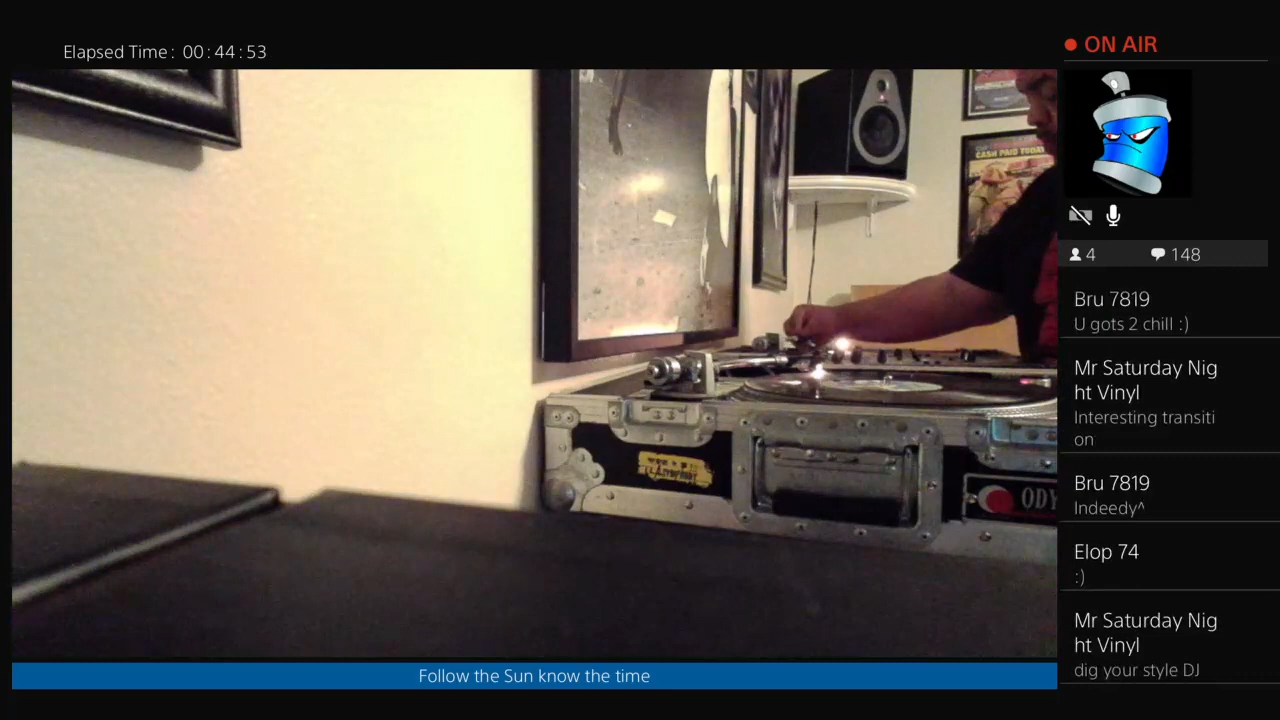 Elapsed Time: 00:44:53
ON AIR
CASH PAID TODAY
4
148
Bru 7819
U gots 2 chill :)
Mr Saturday Nig
ht Vinyl
Interesting transiti
on
Bru 7819
Indeedy^
ODY
Elop 74
:)
Mr Saturday Nig
ht Vinyl
dig your style DJ
Follow the Sun know the time